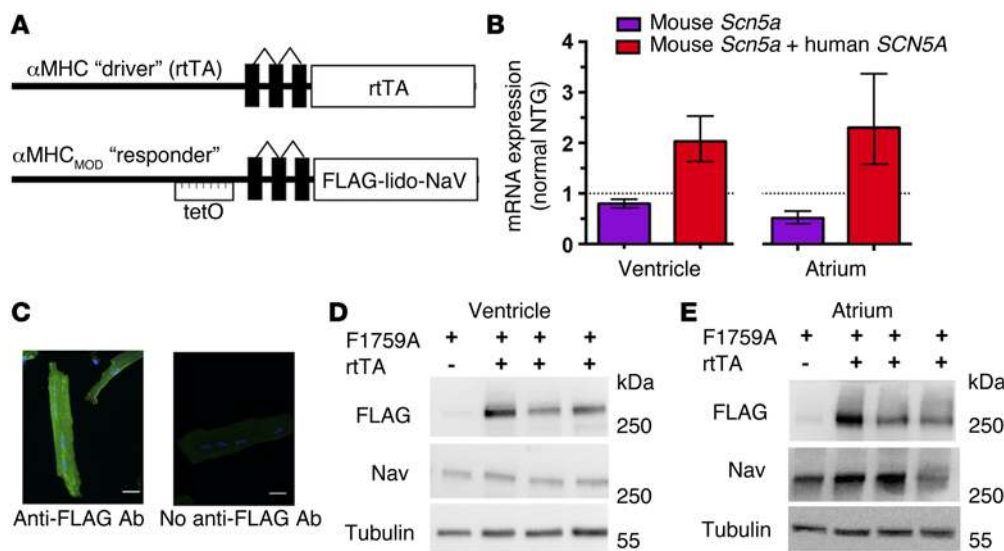 A
αMHC "driver" (rtTA)
rtTA
αMHCMOD "responder"
FLAG-lido-NaV
tetO
B
Mouse Scn5a
Mouse Scn5a + human SCN5A
mRNA expression
(normal NTG)
4
3
2
1
0
Ventricle
Atrium
C
Anti-FLAG Ab
No anti-FLAG Ab
D
Ventricle
F1759A + + + +
rtTA - + + +
kDa
FLAG
250
Nav
250
Tubulin
55
E
Atrium
F1759A + + + +
rtTA - + + +
kDa
FLAG
250
Nav
250
Tubulin
55